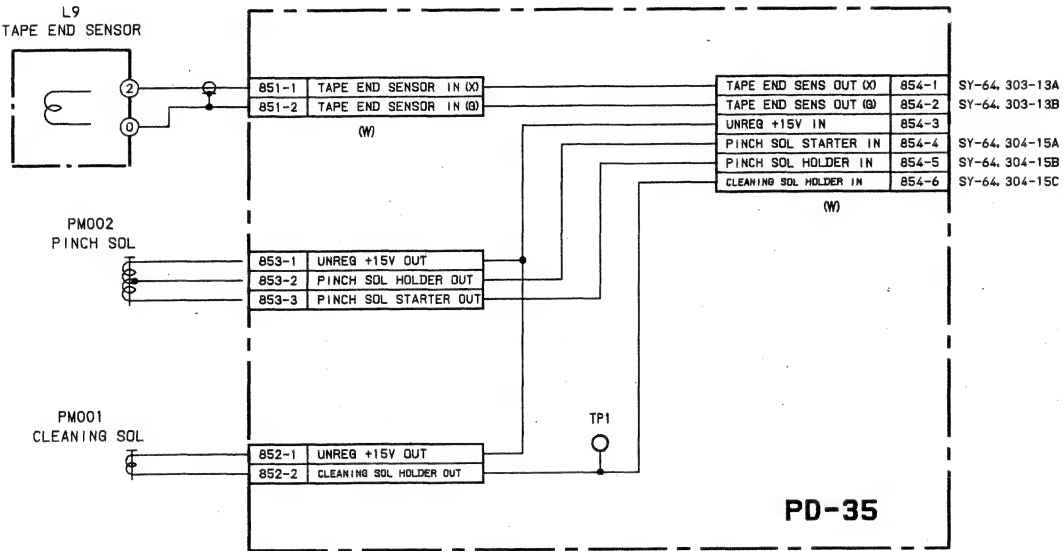 L9
TAPE END SENSOR
2
0
851-1 TAPE END SENSOR IN (X)
851-2 TAPE END SENSOR IN (G)
(W)
TAPE END SENS OUT (X) 854-1 SY-64, 303-13A
TAPE END SENS OUT (G) 854-2 SY-64, 303-13B
UNREG +15V IN 854-3
PINCH SOL STARTER IN 854-4 SY-64, 304-15A
PINCH SOL HOLDER IN 854-5 SY-64, 304-15B
CLEANING SOL HOLDER IN 854-6 SY-64, 304-15C
(W)
PM002
PINCH SOL
853-1 UNREG +15V OUT
853-2 PINCH SOL HOLDER OUT
853-3 PINCH SOL STARTER OUT
PM001
CLEANING SOL
852-1 UNREG +15V OUT
852-2 CLEANING SOL HOLDER OUT
TP1
PD-35